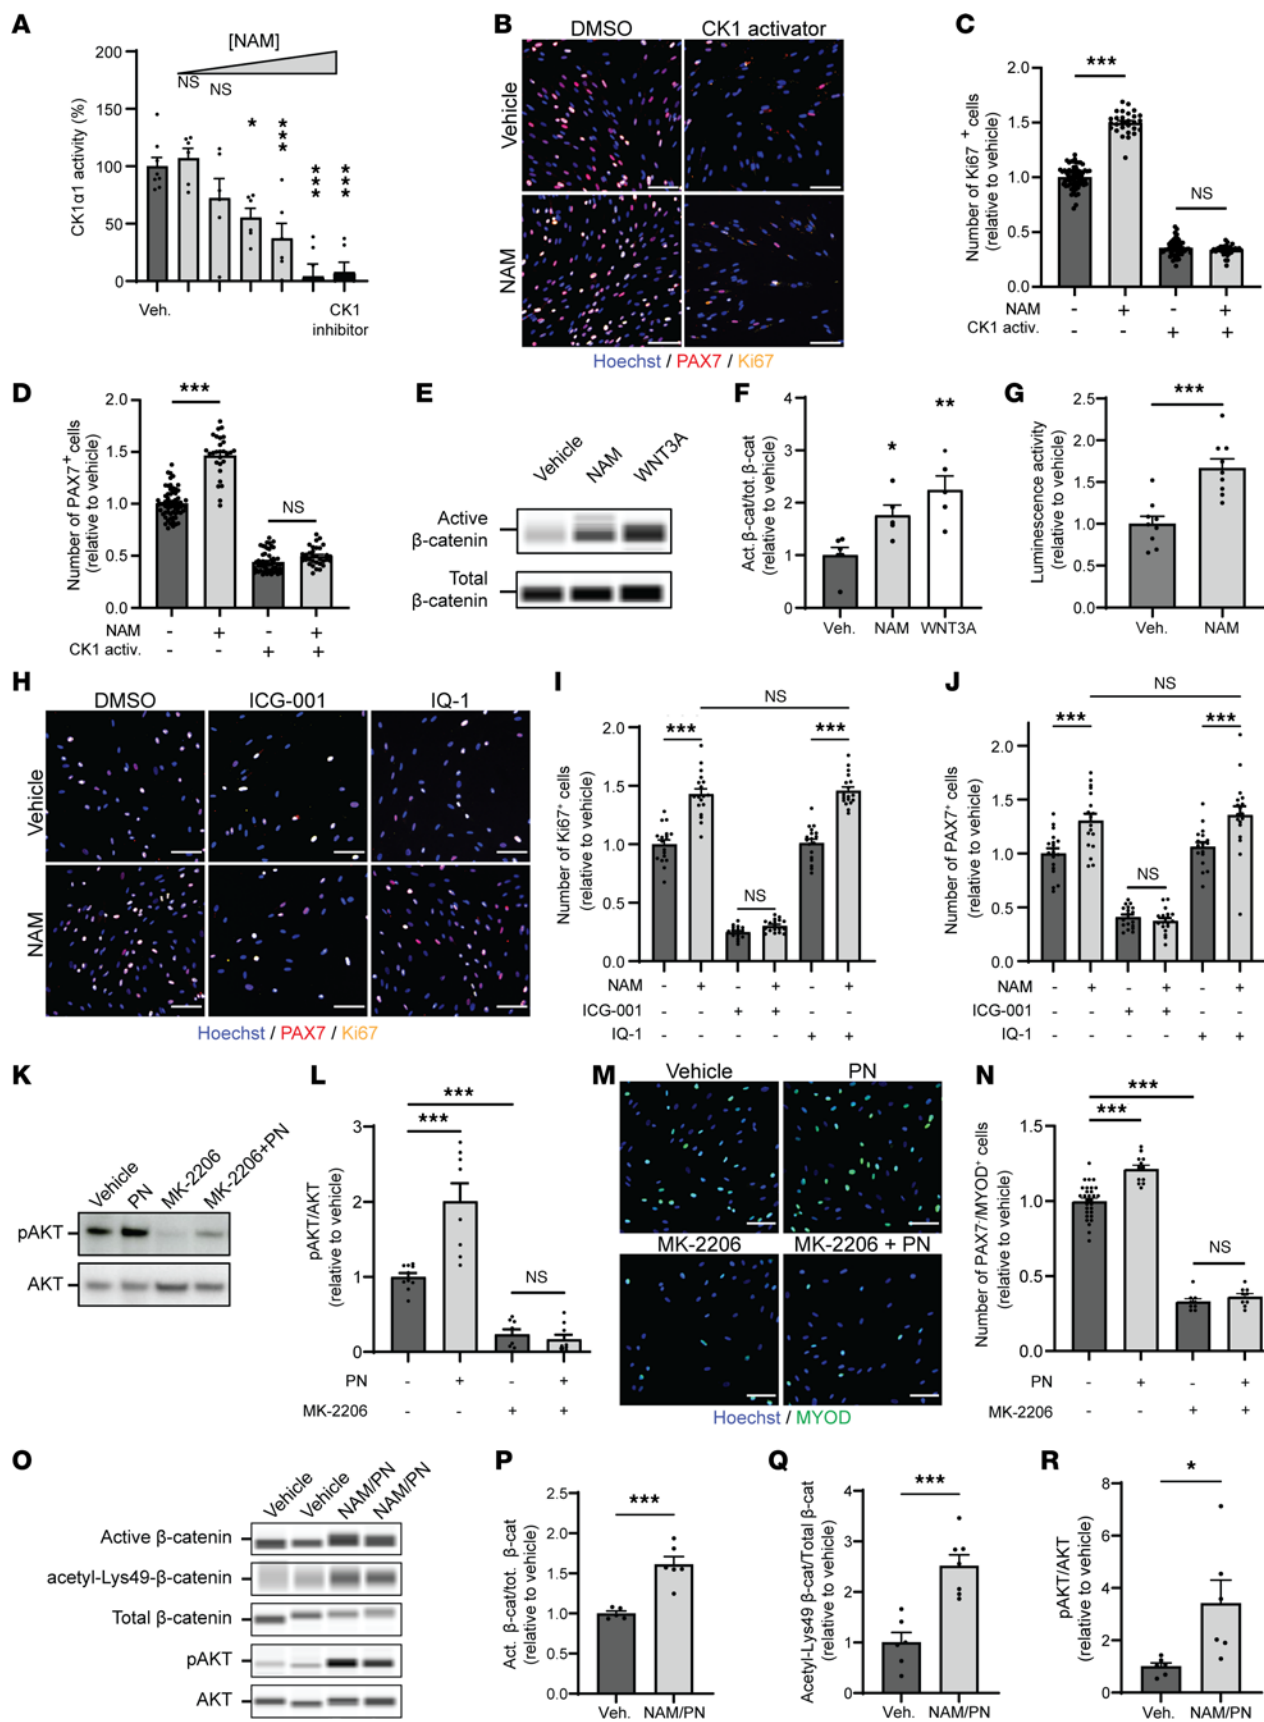 A
[NAM]
NS
NS
*
***
***
***
CK1α1 activity (%)
200
150
100
50
0
Veh.
CK1
inhibitor
B
DMSO
CK1 activator
Vehicle
NAM
Hoechst / PAX7 / Ki67
C
***
NS
Number of Ki67⁺ cells
(relative to vehicle)
2.0
1.5
1.0
0.5
0.0
NAM - + - +
CK1 activ. - - + +
D
***
NS
Number of PAX7⁺ cells
(relative to vehicle)
2.0
1.5
1.0
0.5
0.0
NAM - + - +
CK1 activ. - - + +
E
Vehicle
NAM
WNT3A
Active
β-catenin
Total
β-catenin
F
*
**
Act. β-cat/tot. β-cat
(relative to vehicle)
4
3
2
1
0
Veh. NAM WNT3A
G
***
Luminescence activity
(relative to vehicle)
2.5
2.0
1.5
1.0
0.5
0.0
Veh. NAM
H
DMSO
ICG-001
IQ-1
Vehicle
NAM
Hoechst / PAX7 / Ki67
I
NS
***
***
NS
Number of Ki67⁺ cells
(relative to vehicle)
2.0
1.5
1.0
0.5
0.0
NAM - + - + - +
ICG-001 - - + + - -
IQ-1 - - - - + +
J
NS
***
***
NS
Number of PAX7⁺ cells
(relative to vehicle)
2.0
1.5
1.0
0.5
0.0
NAM - + - + - +
ICG-001 - - + + - -
IQ-1 - - - - + +
K
Vehicle
PN
MK-2206
MK-2206+PN
pAKT
AKT
L
***
***
NS
pAKT/AKT
(relative to vehicle)
3
2
1
0
PN - + - +
MK-2206 - - + +
M
Vehicle
PN
MK-2206
MK-2206 + PN
Hoechst / MYOD
N
***
***
NS
Number of PAX7⁻/MYOD⁺ cells
(relative to vehicle)
1.5
1.0
0.5
0.0
PN - + - +
MK-2206 - - + +
O
Vehicle
Vehicle
NAM/PN
NAM/PN
Active β-catenin
acetyl-Lys49-β-catenin
Total β-catenin
pAKT
AKT
P
***
Act. β-cat/tot. β-cat
(relative to vehicle)
2.5
2.0
1.5
1.0
0.5
0.0
Veh. NAM/PN
Q
***
Acetyl-Lys49 β-cat/Total β-cat
(relative to vehicle)
4
3
2
1
0
Veh. NAM/PN
R
*
pAKT/AKT
(relative to vehicle)
8
6
4
2
0
Veh. NAM/PN